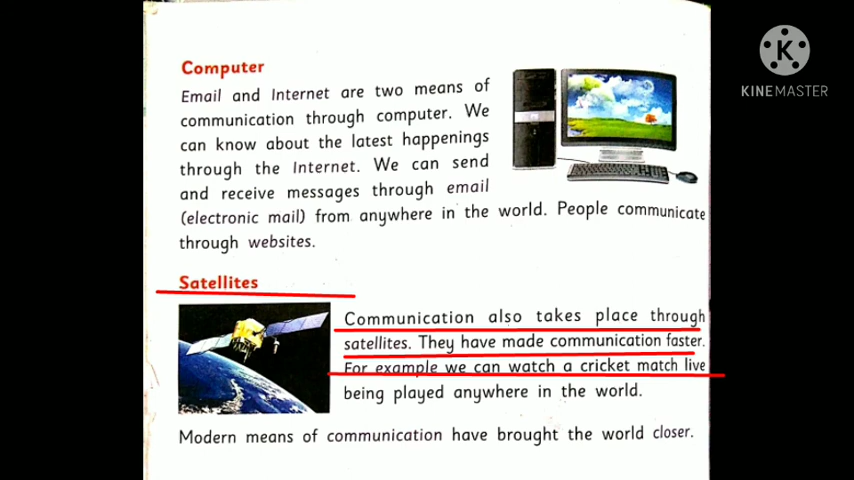 Computer
Email and Internet are two means of
communication through computer. We
can know about the latest happenings
through the Internet. We can send
and receive messages through email
(electronic mail) from anywhere in the world. People communicate
through websites.
Satellites
Communication also takes place through
satellites. They have made communication faster.
For example we can watch a cricket match live
being played anywhere in the world.
Modern means of communication have brought the world closer.
K
KINEMASTER